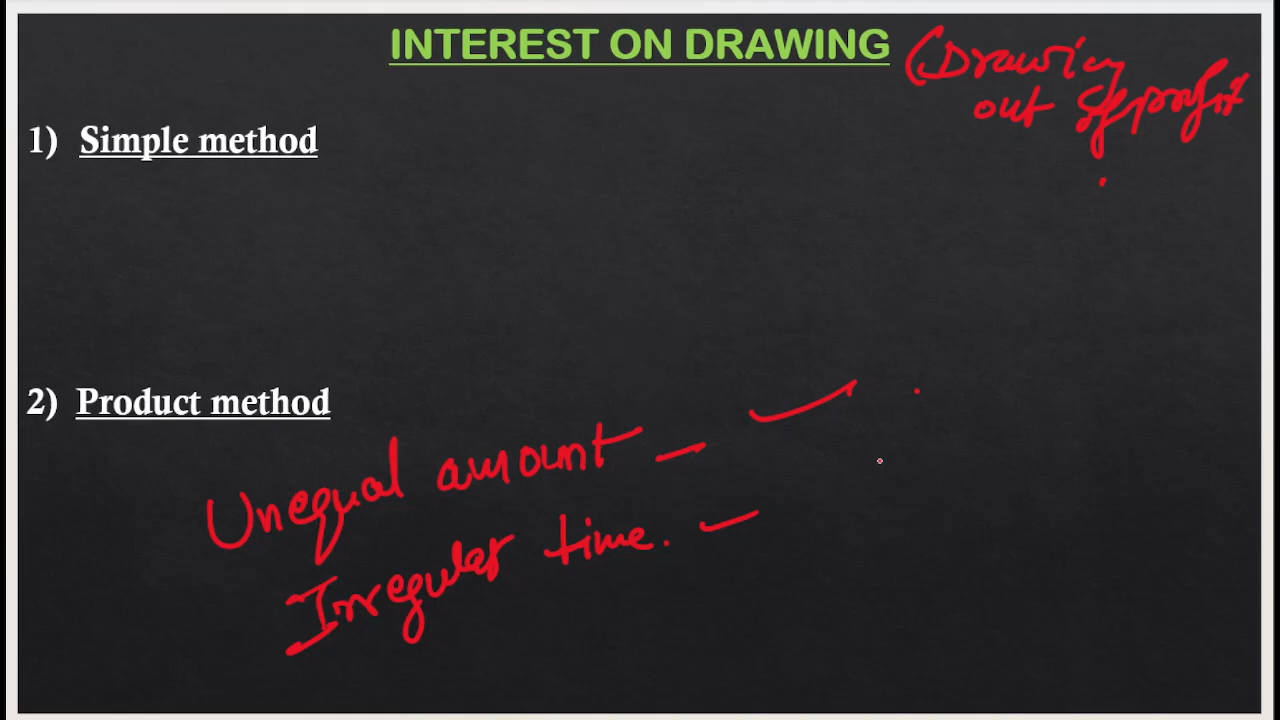 INTEREST ON DRAWING
(Drawing
out of profit
1) Simple method
2) Product method
Unequal amount –
Irregular time. –